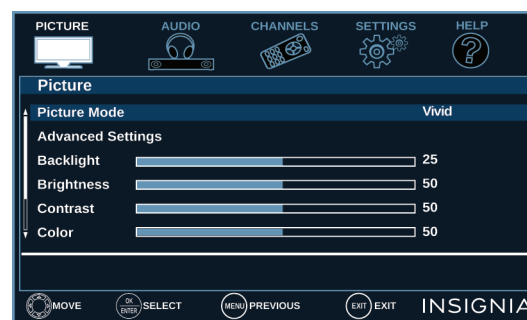 PICTURE AUDIO CHANNELS SETTINGS HELP
Picture
Picture Mode Vivid
Advanced Settings
Backlight 25
Brightness 50
Contrast 50
Color 50
OK ENTER MOVE SELECT MENU PREVIOUS EXIT EXIT INSIGNIA